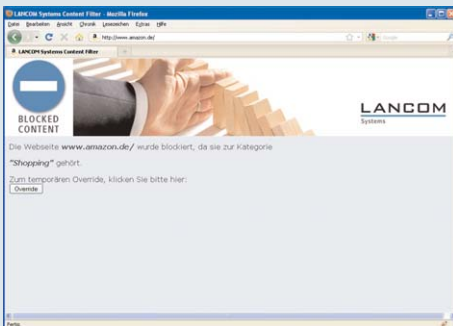 LANCOM Systems Content Filter - Mozilla Firefox
Datei Bearbeiten Ansicht Chronik Lesezeichen Extras Hilfe
http://www.amazon.de/
LANCOM Systems Content Filter
BLOCKED
CONTENT
LANCOM
Systems
Die Webseite www.amazon.de/ wurde blockiert, da sie zur Kategorie
"Shopping" gehört.
Zum temporären Override, klicken Sie bitte hier:
Override
Fertig